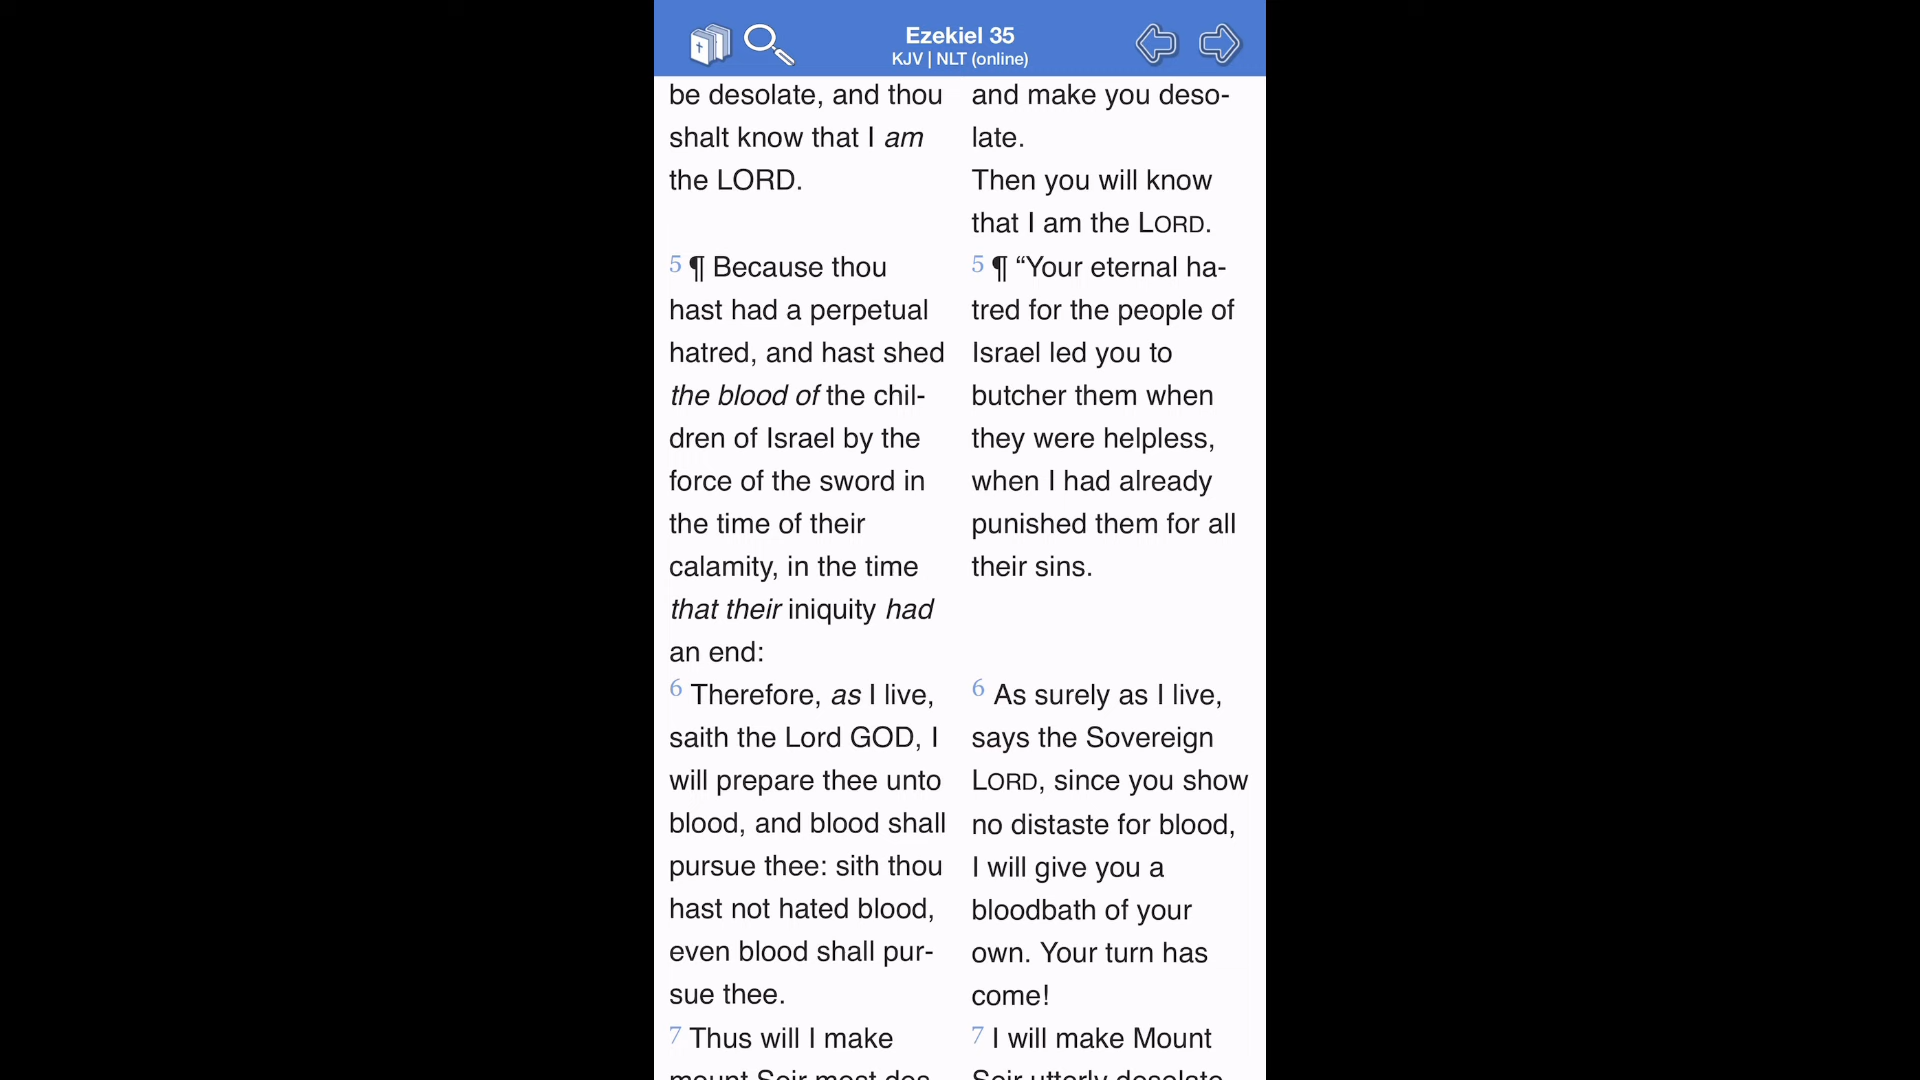 Ezekiel 35
KJV | NLT (online)
be desolate, and thou
shalt know that I am
the LORD.
5 ¶ Because thou
hast had a perpetual
hatred, and hast shed
the blood of the chil-
dren of Israel by the
force of the sword in
the time of their
calamity, in the time
that their iniquity had
an end:
6 Therefore, as I live,
saith the Lord GOD, I
will prepare thee unto
blood, and blood shall
pursue thee: sith thou
hast not hated blood,
even blood shall pur-
sue thee.
7 Thus will I make
mount Seir most des-
and make you deso-
late.
Then you will know
that I am the LORD.
5 ¶ “Your eternal ha-
tred for the people of
Israel led you to
butcher them when
they were helpless,
when I had already
punished them for all
their sins.
6 As surely as I live,
says the Sovereign
LORD, since you show
no distaste for blood,
I will give you a
bloodbath of your
own. Your turn has
come!
7 I will make Mount
Seir utterly desolate